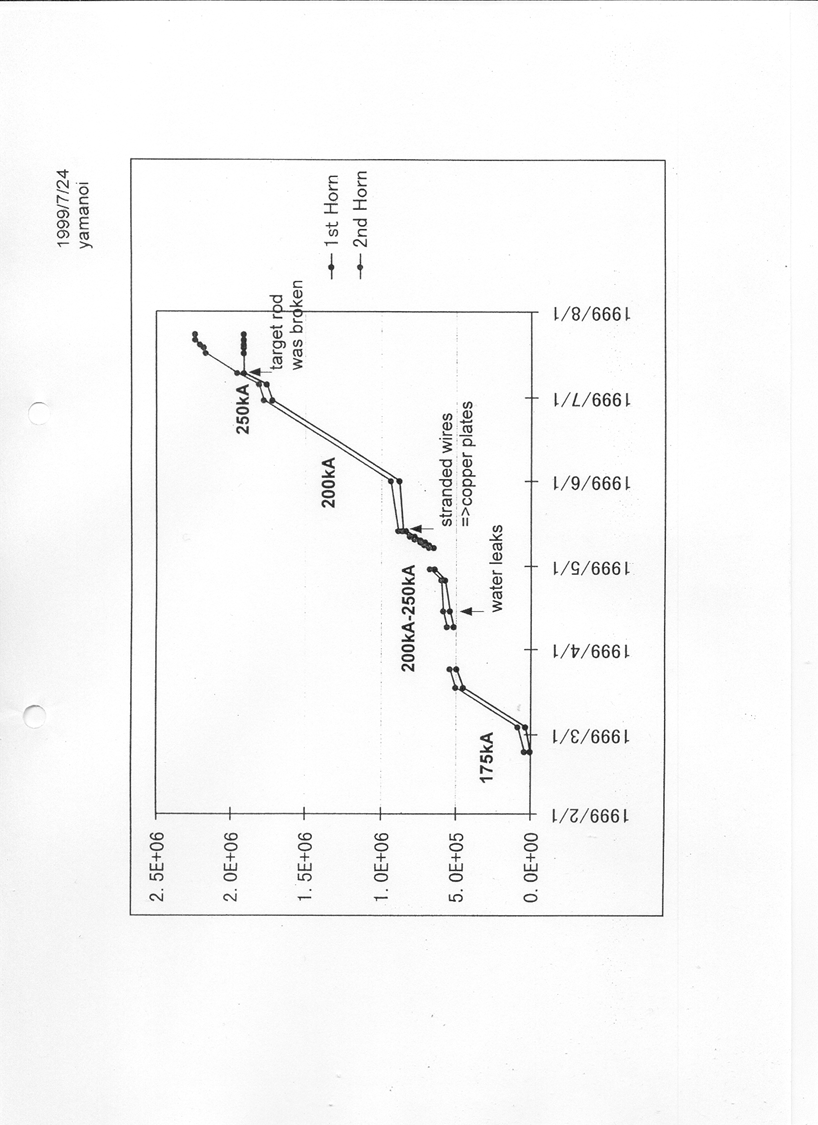 1999/7/24
yamanoi
2.5E+06
2.0E+06
1.5E+06
1.0E+06
5.0E+05
0.0E+00
1999/2/1
1999/3/1
1999/4/1
1999/5/1
1999/6/1
1999/7/1
1999/8/1
175kA
200kA-250kA
200kA
250kA
water leaks
stranded wires
=>copper plates
target rod
was broken
1st Horn
2nd Horn